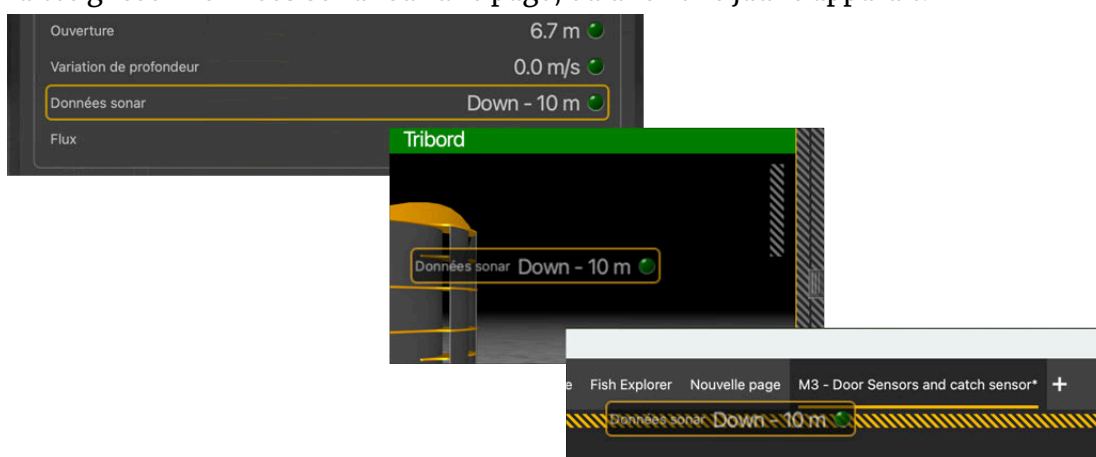 Ouverture 6.7 m
Variation de profondeur 0.0 m/s
Données sonar Down - 10 m
Flux
Tribord
Données sonar Down - 10 m
e Fish Explorer Nouvelle page M3 - Door Sensors and catch sensor* +
Données sonar Down - 10 m